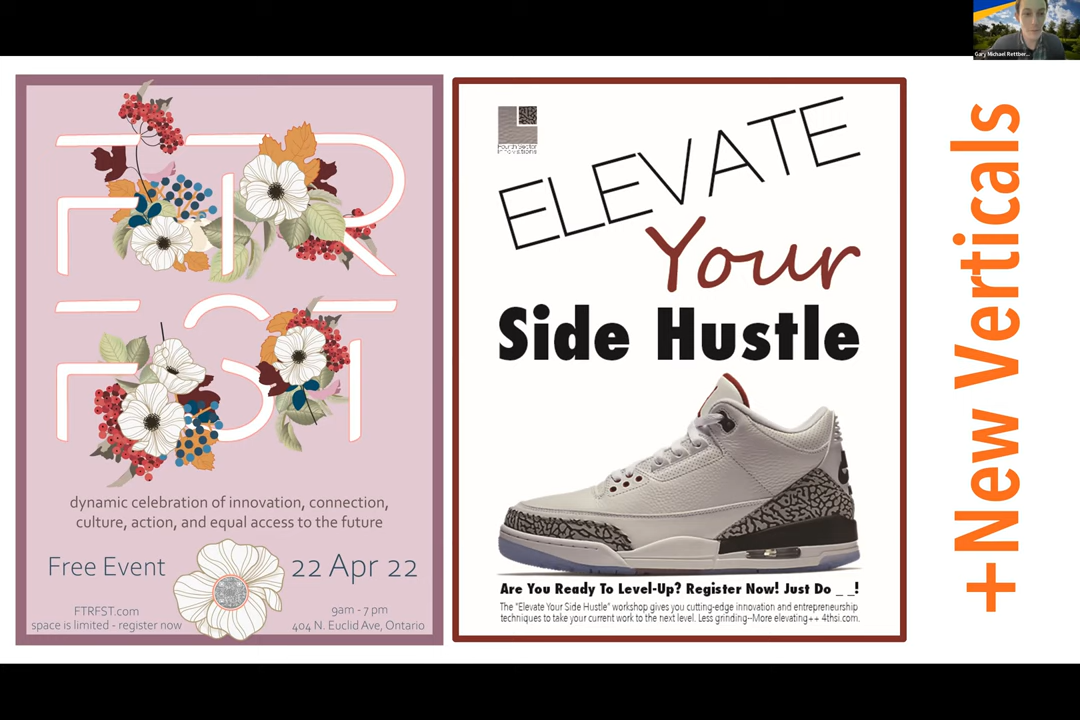 Gary Michael Rettber...
FTR
FST
dynamic celebration of innovation, connection,
culture, action, and equal access to the future
Free Event
22 Apr 22
FTRFST.com
space is limited - register now
9am - 7 pm
404 N. Euclid Ave, Ontario
Fourth Sector
Innovations
ELEVATE
Your
Side Hustle
Are You Ready To Level-Up? Register Now! Just Do _ _!
The "Elevate Your Side Hustle" workshop gives you cutting-edge innovation and entrepreneurship
techniques to take your current work to the next level. Less grinding--More elevating++ 4thsi.com.
+New Verticals